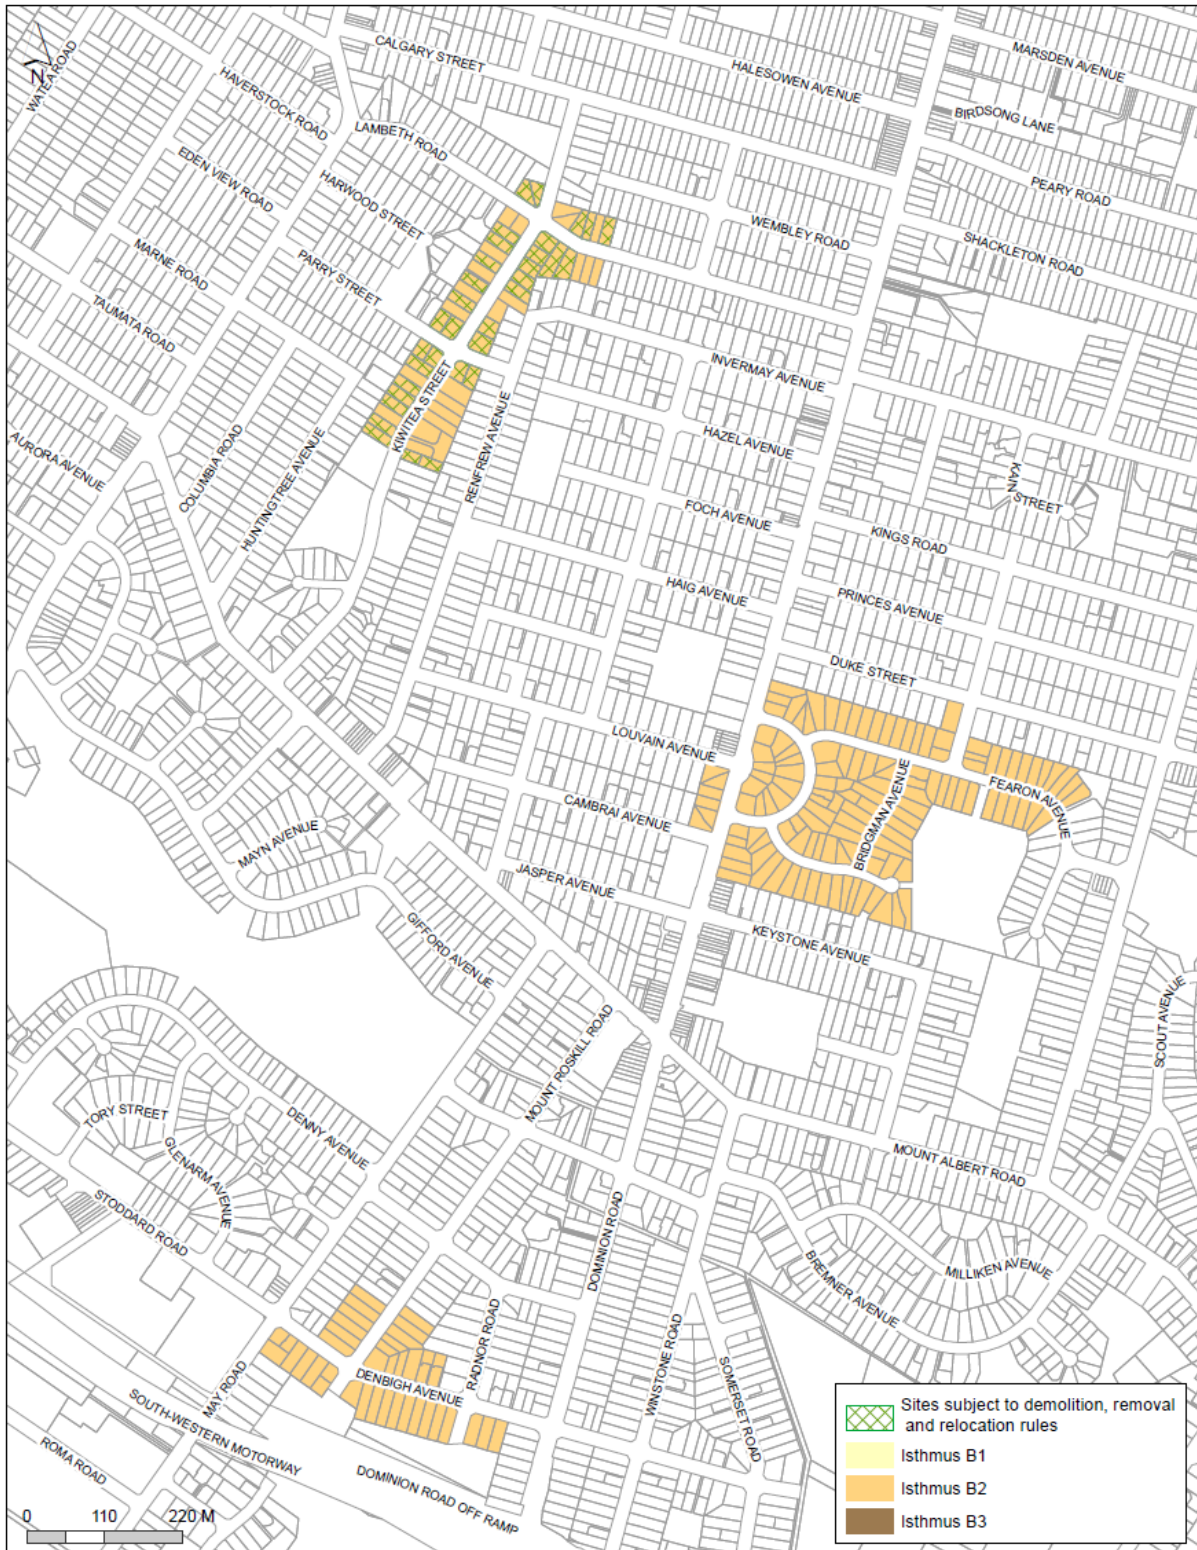 CALGARY STREET
MARSDEN AVENUE
HALESOWEN AVENUE
N
WATEA ROAD
HAVERSTOCK ROAD
BIRDSONG LANE
LAMBETH ROAD
EDEN VIEW ROAD
HARWOOD STREET
PEARY ROAD
WEMBLEY ROAD
SHACKLETON ROAD
MARNE ROAD
PARRY STREET
TAUMATA ROAD
INVERMAY AVENUE
KIWITEA STREET
RENFREW AVENUE
HAZEL AVENUE
AURORA AVENUE
COLUMBIA ROAD
HUNTINGTREE AVENUE
KAIN STREET
FOCH AVENUE
KINGS ROAD
HAIG AVENUE
PRINCES AVENUE
DUKE STREET
LOUVAIN AVENUE
FEARON AVENUE
CAMBRAI AVENUE
BRIDGMAN AVENUE
MAYN AVENUE
JASPER AVENUE
GIFFORD AVENUE
KEYSTONE AVENUE
SCOUT AVENUE
MOUNT ROSKILL ROAD
TORY STREET
DENNY AVENUE
GLENARM AVENUE
MOUNT ALBERT ROAD
STODDARD ROAD
DOMINION ROAD
MILLIKEN AVENUE
BREMNER AVENUE
RADNOR ROAD
WINSTONE ROAD
SOMERSET ROAD
DENBIGH AVENUE
MAY ROAD
SOUTH-WESTERN MOTORWAY
ROMA ROAD
DOMINION ROAD OFF RAMP
Sites subject to demolition, removal
and relocation rules
Isthmus B1
Isthmus B2
Isthmus B3
0 110 220 M